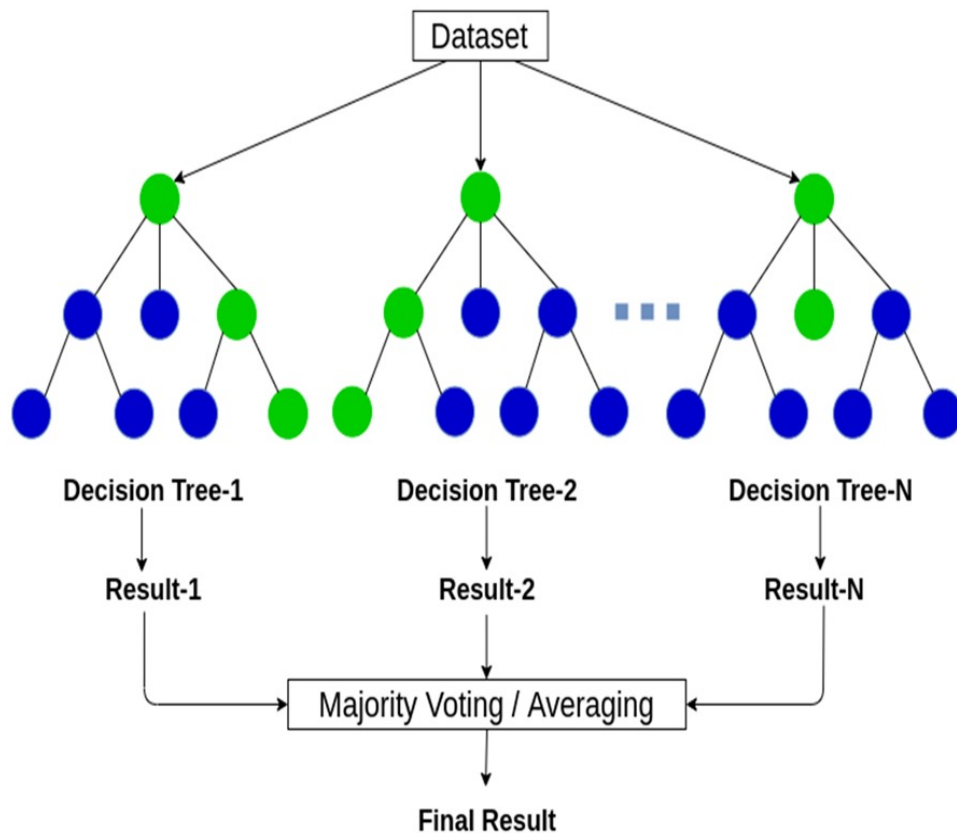 Dataset
Decision Tree-1
Decision Tree-2
Decision Tree-N
Result-1
Result-2
Result-N
Majority Voting / Averaging
Final Result